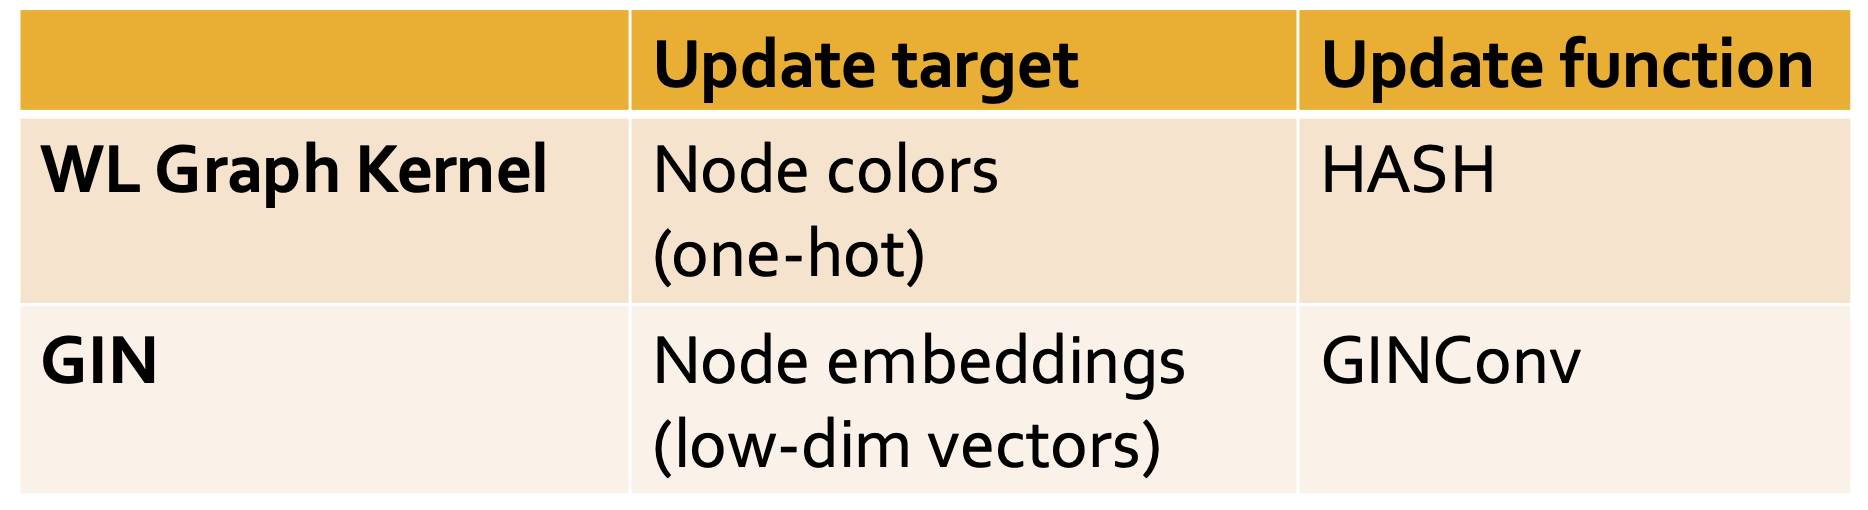 Update target Update function
WL Graph Kernel Node colors HASH
(one-hot)
GIN Node embeddings GINConv
(low-dim vectors)